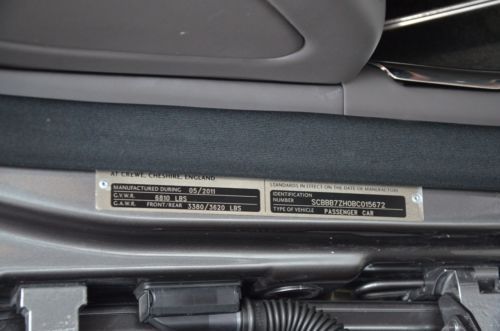 AT CREWE, CHESHIRE, ENGLAND
MANUFACTURED DURING 05/2011
G.V.W.R. 6810 LBS
G.A.W.R. FRONT/REAR 3380/3620 LBS
STANDARDS IN EFFECT ON THE DATE OF MANUFACTURE
IDENTIFICATION NUMBER SCBBB7ZH0BC015672
TYPE OF VEHICLE PASSENGER CAR